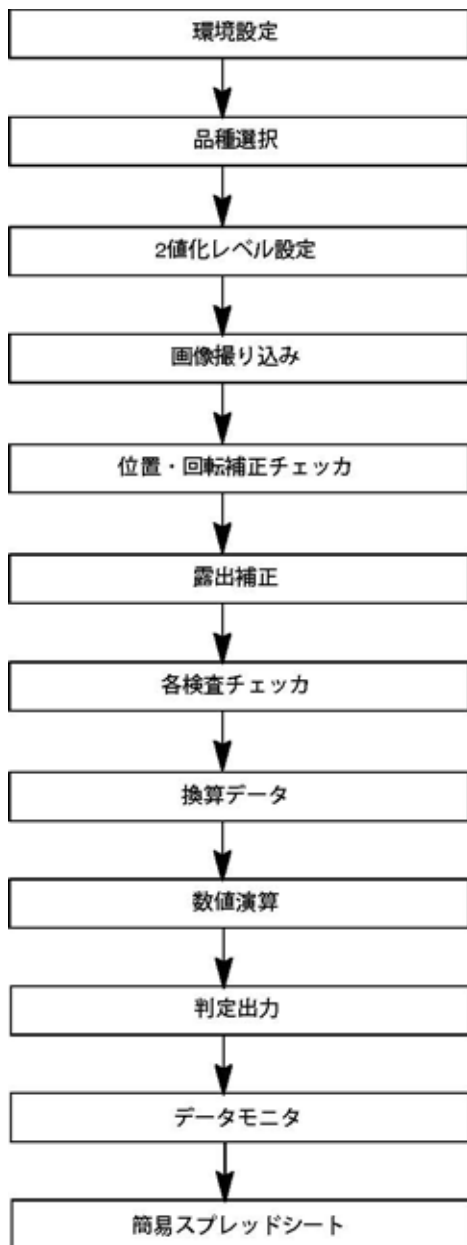 環境設定
品種選択
2値化レベル設定
画像撮り込み
位置・回転補正チェッカ
露出補正
各検査チェッカ
換算データ
数値演算
判定出力
データモニタ
簡易スプレッドシート